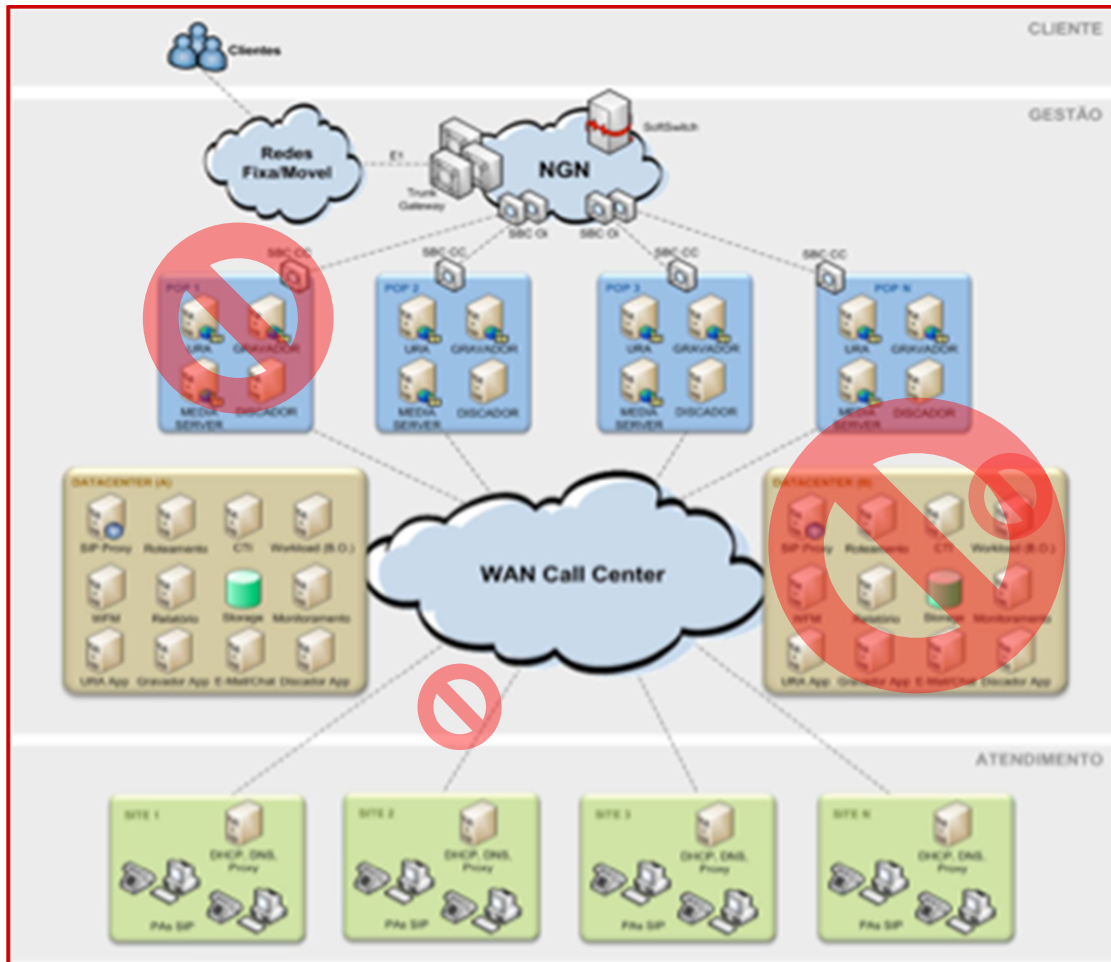 CLIENTE
Clientes
GESTÃO
SoftSwitch
Redes
Fixa/Movel
E1
NGN
Trunk
Gateway
SBC Oi
SBC Oi
SBC CC
SBC CC
SBC CC
SBC CC
POP 1
URA
GRAVADOR
MEDIA
SERVER
DISCADOR
POP 2
URA
GRAVADOR
MEDIA
SERVER
DISCADOR
POP 3
URA
GRAVADOR
MEDIA
SERVER
DISCADOR
POP N
URA
GRAVADOR
MEDIA
SERVER
DISCADOR
DATACENTER (A)
SIP Proxy
Roteamento
CTI
Workload (B.O.)
WFM
Relatório
Storage
Monitoramento
URA App
Gravador App
E-Mail/Chat
Discador App
WAN Call Center
DATACENTER (B)
SIP Proxy
Roteamento
CTI
Workload (B.O.)
WFM
Relatório
Storage
Monitoramento
URA App
Gravador App
E-Mail/Chat
Discador App
ATENDIMENTO
SITE 1
DHCP, DNS,
Proxy
PAs SIP
SITE 2
DHCP, DNS,
Proxy
PAs SIP
SITE 3
DHCP, DNS,
Proxy
PAs SIP
SITE N
DHCP, DNS,
Proxy
PAs SIP